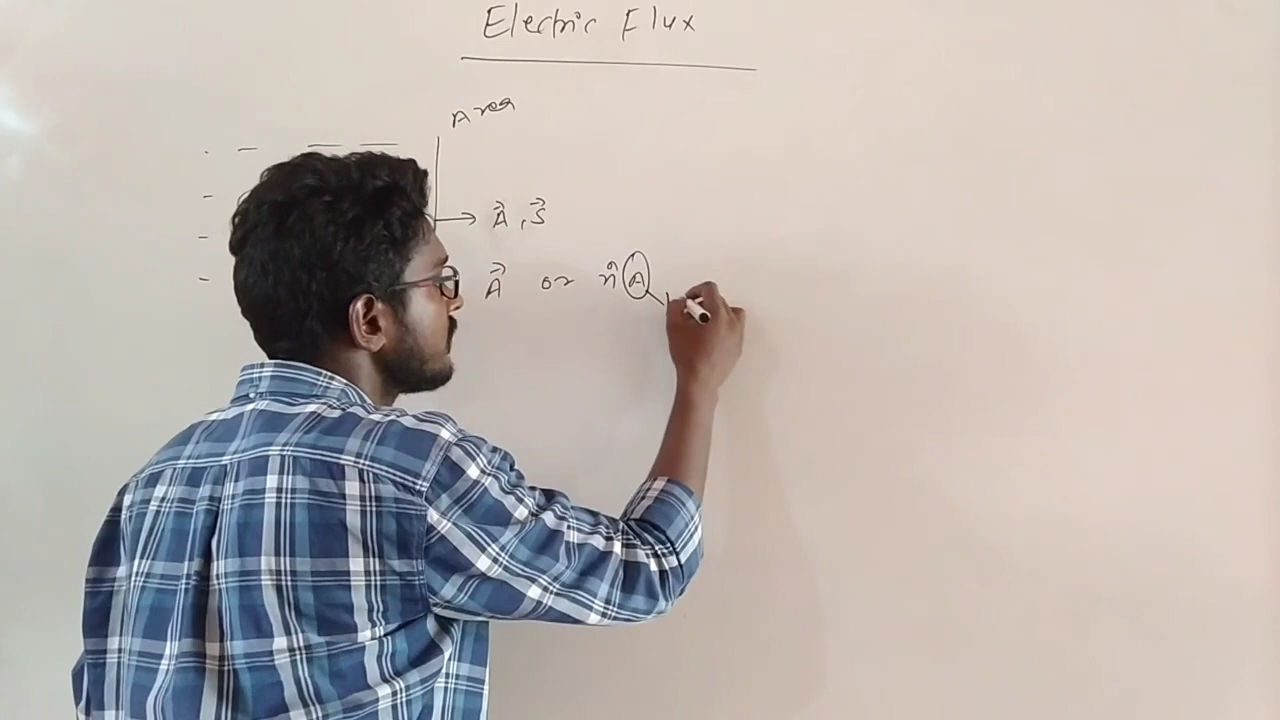 Electric Flux
Area
A⃗ , S⃗
A⃗ or n̂ A